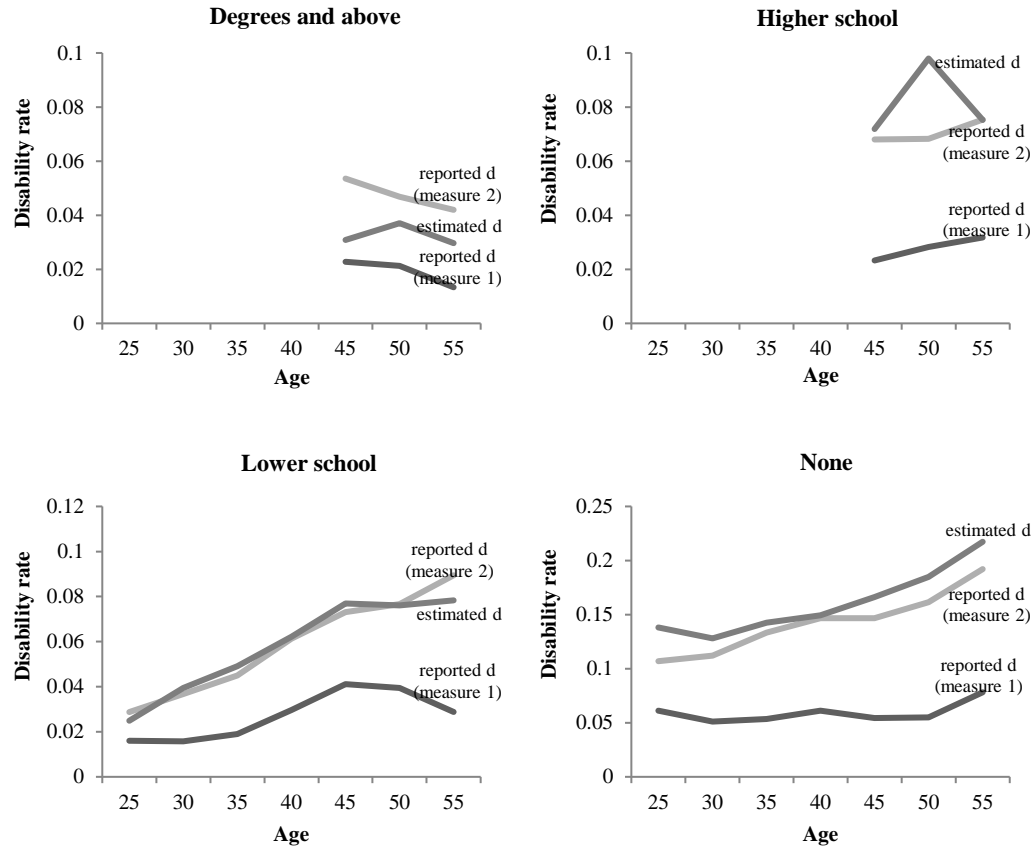 Degrees and above
Disability rate
0.1
0.08
0.06
0.04
0.02
0
reported d
(measure 2)
estimated d
reported d
(measure 1)
25 30 35 40 45 50 55
Age
Higher school
Disability rate
0.1
0.08
0.06
0.04
0.02
0
estimated d
reported d
(measure 2)
reported d
(measure 1)
25 30 35 40 45 50 55
Age
Lower school
Disability rate
0.12
0.1
0.08
0.06
0.04
0.02
0
reported d
(measure 2)
estimated d
reported d
(measure 1)
25 30 35 40 45 50 55
Age
None
Disability rate
0.25
0.2
0.15
0.1
0.05
0
estimated d
reported d
(measure 2)
reported d
(measure 1)
25 30 35 40 45 50 55
Age